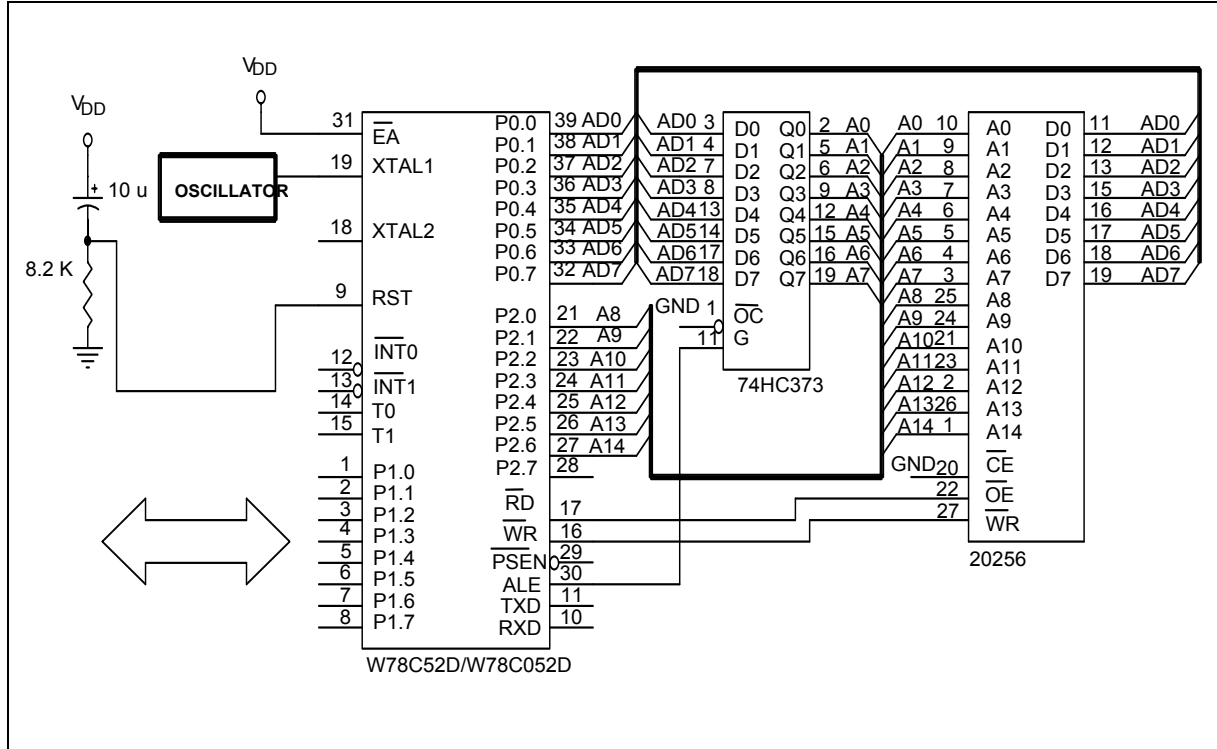 VDD
VDD
10 u
8.2 K
OSCILLATOR
31 EA
19 XTAL1
18 XTAL2
9 RST
12 INT0
13 INT1
14 T0
15 T1
1 P1.0
2 P1.1
3 P1.2
4 P1.3
5 P1.4
6 P1.5
7 P1.6
8 P1.7
P0.0 39 AD0
P0.1 38 AD1
P0.2 37 AD2
P0.3 36 AD3
P0.4 35 AD4
P0.5 34 AD5
P0.6 33 AD6
P0.7 32 AD7
P2.0 21 A8
P2.1 22 A9
P2.2 23 A10
P2.3 24 A11
P2.4 25 A12
P2.5 26 A13
P2.6 27 A14
P2.7 28
RD 17
WR 16
PSEN 29
ALE 30
TXD 11
RXD 10
W78C52D/W78C052D
AD0 3 D0 Q0 2 A0
AD1 4 D1 Q1 5 A1
AD2 7 D2 Q2 6 A2
AD3 8 D3 Q3 9 A3
AD4 13 D4 Q4 12 A4
AD5 14 D5 Q5 15 A5
AD6 17 D6 Q6 16 A6
AD7 18 D7 Q7 19 A7
GND 1 OC
11 G
74HC373
A0 10 A0 D0 11 AD0
A1 9 A1 D1 12 AD1
A2 8 A2 D2 13 AD2
A3 7 A3 D3 15 AD3
A4 6 A4 D4 16 AD4
A5 5 A5 D5 17 AD5
A6 4 A6 D6 18 AD6
A7 3 A7 D7 19 AD7
A8 25 A8
A9 24 A9
A10 21 A10
A11 23 A11
A12 2 A12
A13 26 A13
A14 1 A14
GND 20 CE
22 OE
27 WR
20256